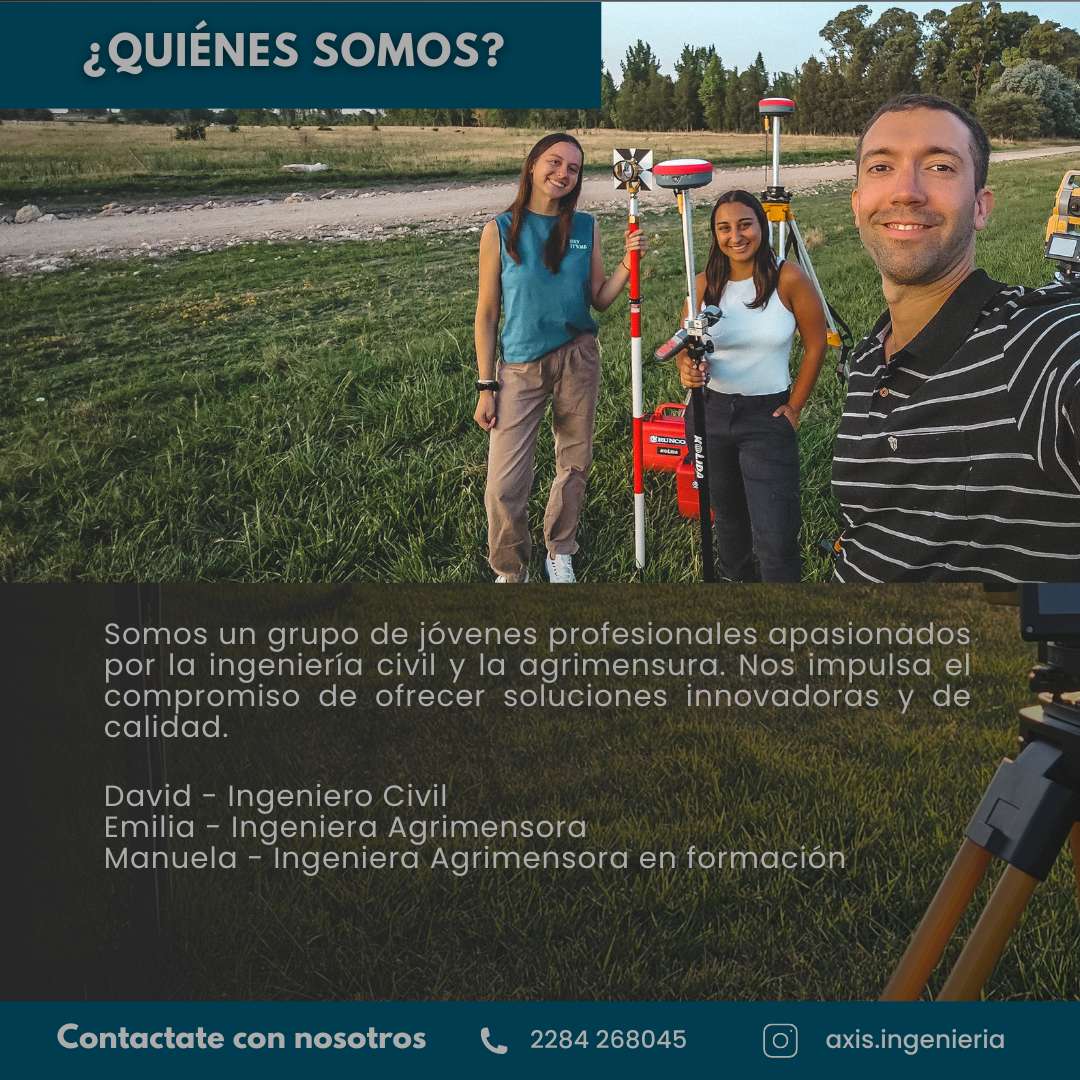 ¿QUIÉNES SOMOS?
KOLIDA
RUNCO
Somos un grupo de jóvenes profesionales apasionados
por la ingeniería civil y la agrimensura. Nos impulsa el
compromiso de ofrecer soluciones innovadoras y de
calidad.
David - Ingeniero Civil
Emilia - Ingeniera Agrimensora
Manuela - Ingeniera Agrimensora en formación
Contactate con nosotros
2284 268045
axis.ingenieria